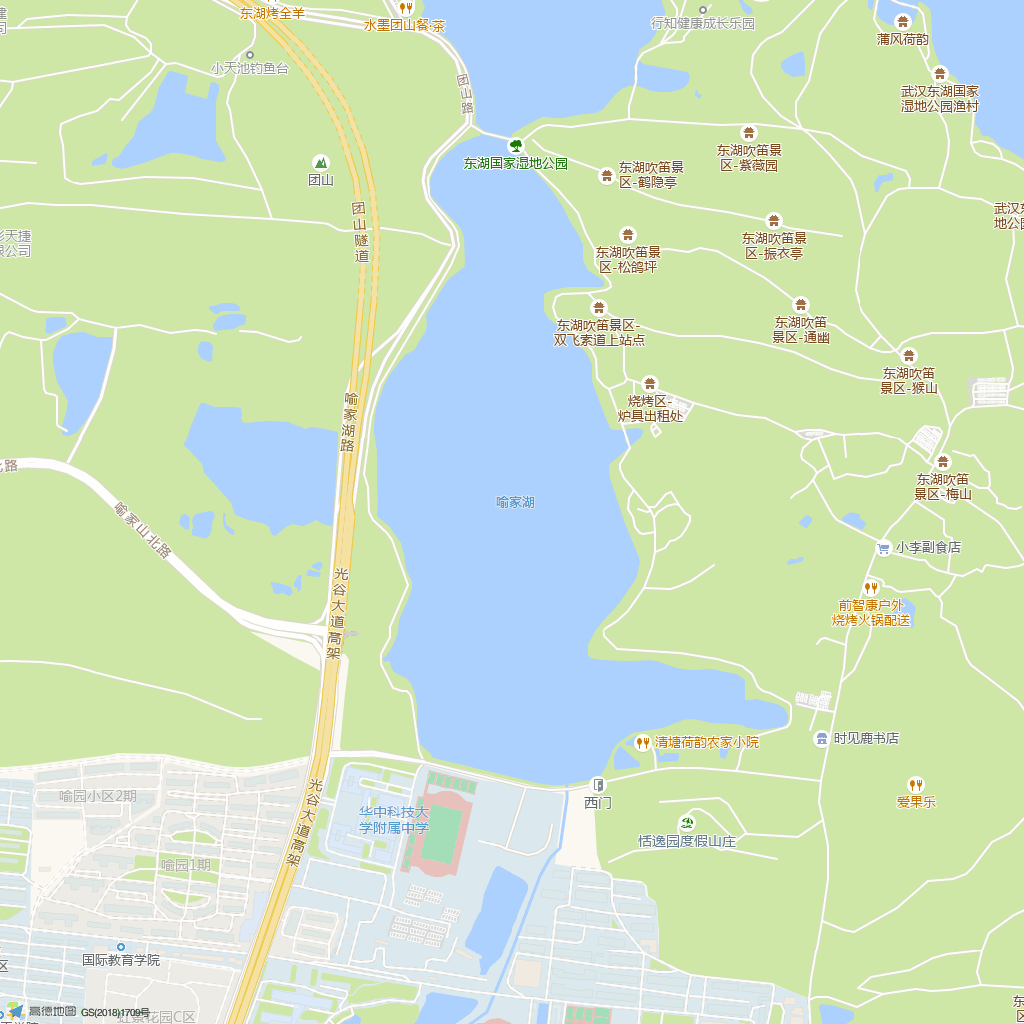 东湖烤全羊
水墨团山餐·茶
行知健康成长乐园
蒲风荷韵
小天池钓鱼台
团山路
武汉东湖国家
湿地公园渔村
东湖国家湿地公园
东湖吹笛景
区-紫薇园
团山
东湖吹笛景
区-鹤隐亭
团山隧道
东湖吹笛景
区-松鸽坪
东湖吹笛景
区-振衣亭
武汉东
地公园
东湖吹笛景区-
双飞索道上站点
东湖吹笛
景区-通幽
东湖吹笛
景区-猴山
烧烤区-
炉具出租处
喻家湖路
北路
喻家山北路
喻家湖
东湖吹笛
景区-梅山
小李副食店
光谷大道高架
前智康户外
烧烤火锅配送
清塘荷韵农家小院
时见鹿书店
喻园小区2期
光谷大道高架
华中科技大
学附属中学
西门
爱果乐
恬逸园度假山庄
喻园1期
国际教育学院
高德地图 GS(2018)1709号